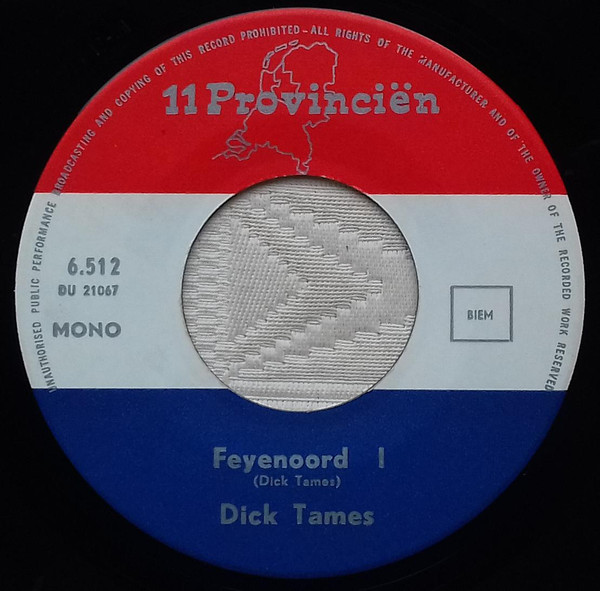 UNAUTHORISED PUBLIC PERFORMANCE BROADCASTING AND COPYING OF THIS RECORD PROHIBITED – ALL RIGHTS OF THE MANUFACTURER AND OF THE OWNER OF THE RECORDED WORK RESERVED
11 Provinciën
6.512
DU 21067
MONO
BIEM
Feyenoord I
(Dick Tames)
Dick Tames